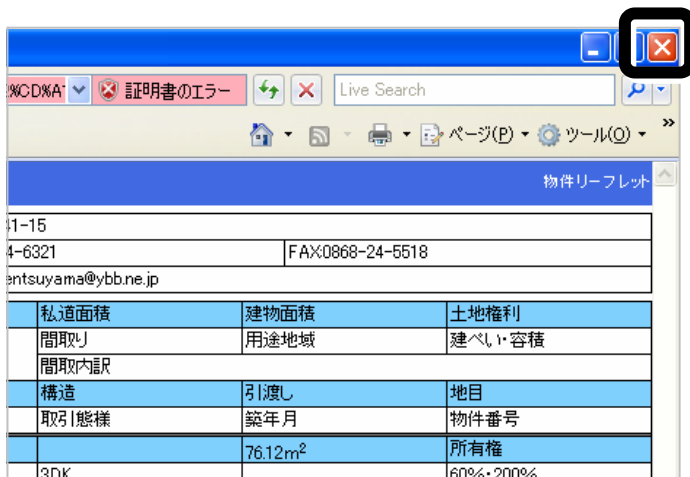 %CD%A 証明書のエラー Live Search
ページ(P) ツール(O) »
物件リーフレット
41-15
4-6321 FAX:0868-24-5518
entsuyama@ybb.ne.jp
私道面積 建物面積 土地権利
間取り 用途地域 建ぺい・容積
間取内訳
構造 引渡し 地目
取引態様 築年月 物件番号
76.12m² 所有権
3DK 60%・200%